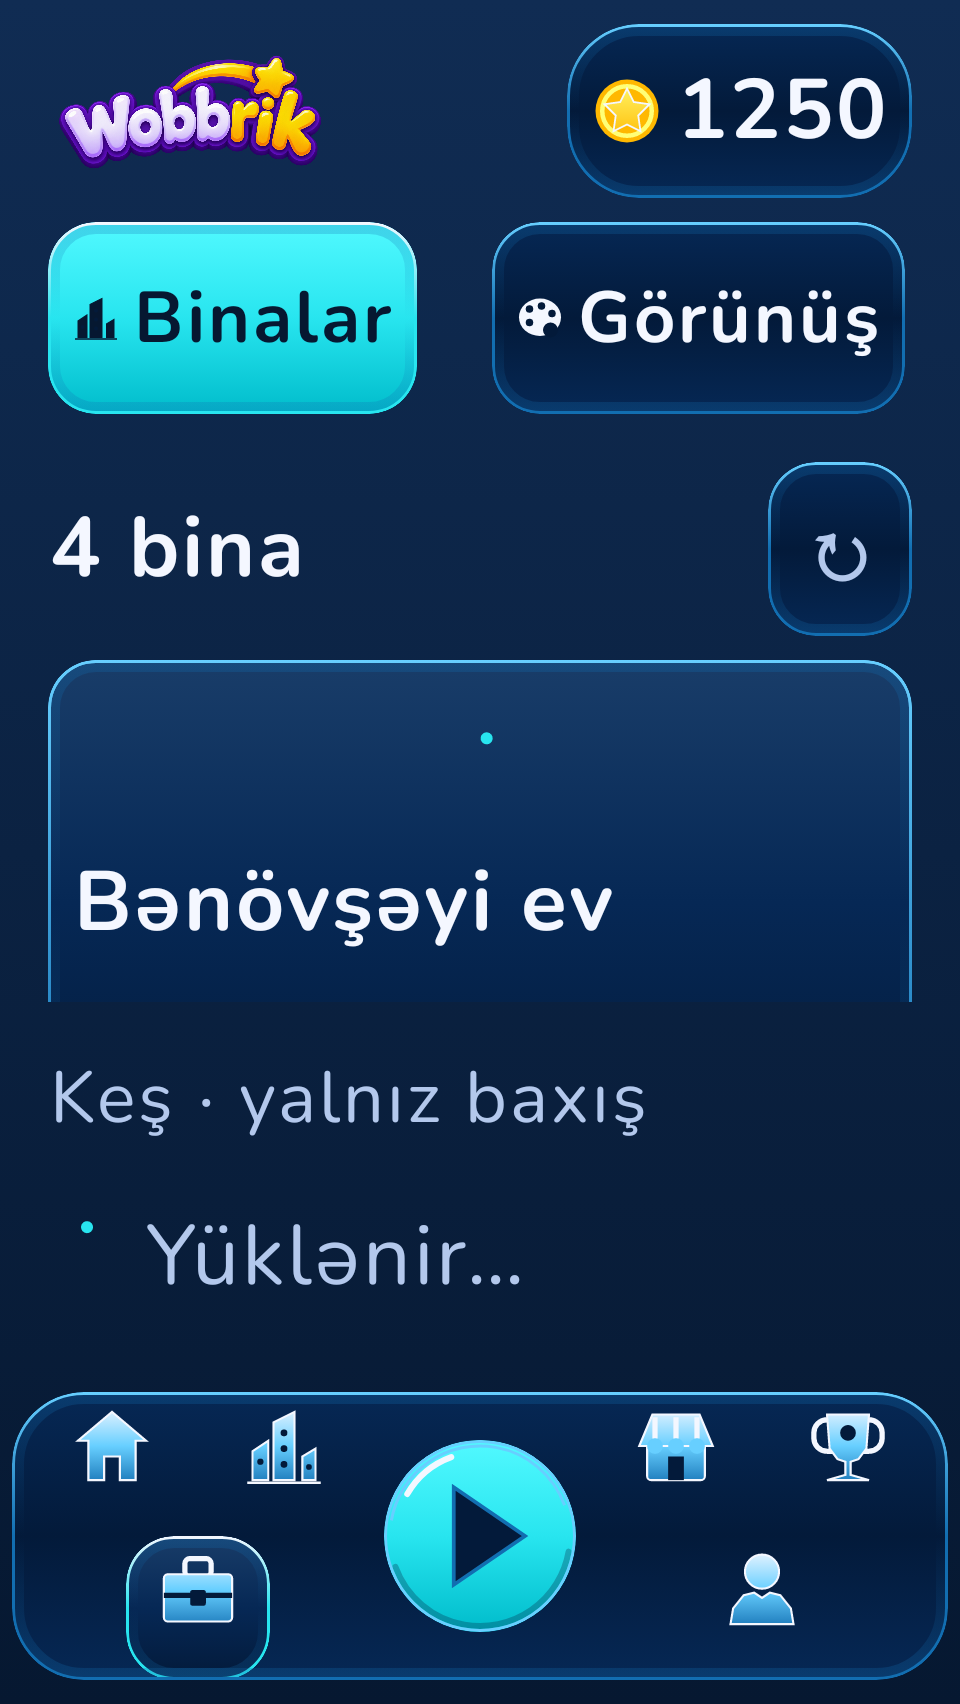 Wobbrik
1250
Binalar
Görünüş
4 bina
Bənövşəyi ev
Keş · yalnız baxış
Yüklənir...